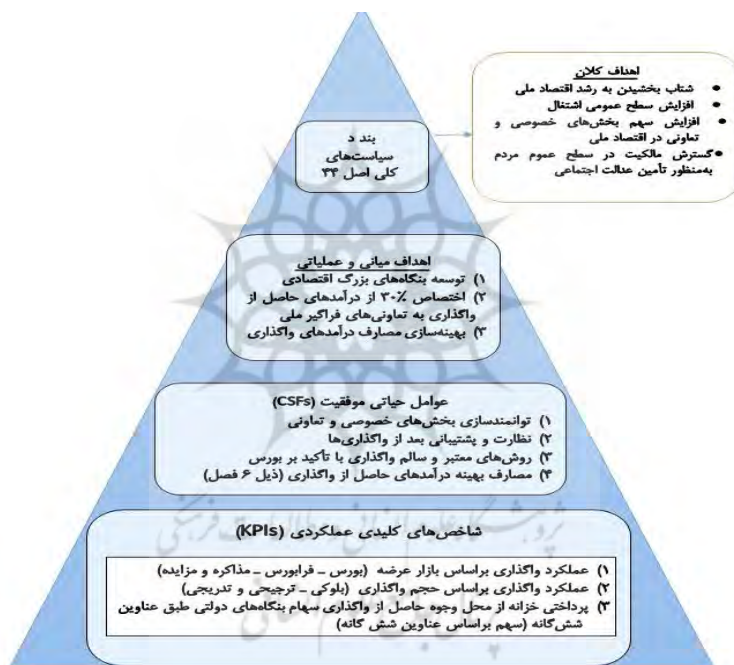 اهداف کلان
● شتاب بخشیدن به رشد اقتصاد ملی
● افزایش سطح عمومی اشتغال
● افزایش سهم بخش‌های خصوصی و
تعاونی در اقتصاد ملی
● گسترش مالکیت در سطح عموم مردم
به‌منظور تأمین عدالت اجتماعی
بند د
سیاست‌های
کلی اصل ۴۴
اهداف میانی و عملیاتی
۱) توسعه بنگاه‌های بزرگ اقتصادی
۲) اختصاص ۳۰٪ از درآمدهای حاصل از
واگذاری به تعاونی‌های فراگیر ملی
۳) بهینه‌سازی مصارف درآمدهای واگذاری
عوامل حیاتی موفقیت (CSFs)
۱) توانمندسازی بخش‌های خصوصی و تعاونی
۲) نظارت و پشتیبانی بعد از واگذاری‌ها
۳) روش‌های معتبر و سالم واگذاری با تأکید بر بورس
۴) مصارف بهینه درآمدهای حاصل از واگذاری (ذیل ۶ فصل)
پژوهشگاه علوم انسانی و مطالعات فرهنگی
شاخص‌های کلیدی عملکردی (KPIs)
۱) عملکرد واگذاری براساس بازار عرضه (بورس ـ فرابورس ـ مذاکره و مزایده)
۲) عملکرد واگذاری براساس حجم واگذاری (بلوکی ـ ترجیحی و تدریجی)
۳) پرداختی خزانه از محل وجوه حاصل از واگذاری سهام بنگاه‌های دولتی طبق عناوین
شش‌گانه (سهم براساس عناوین شش گانه)